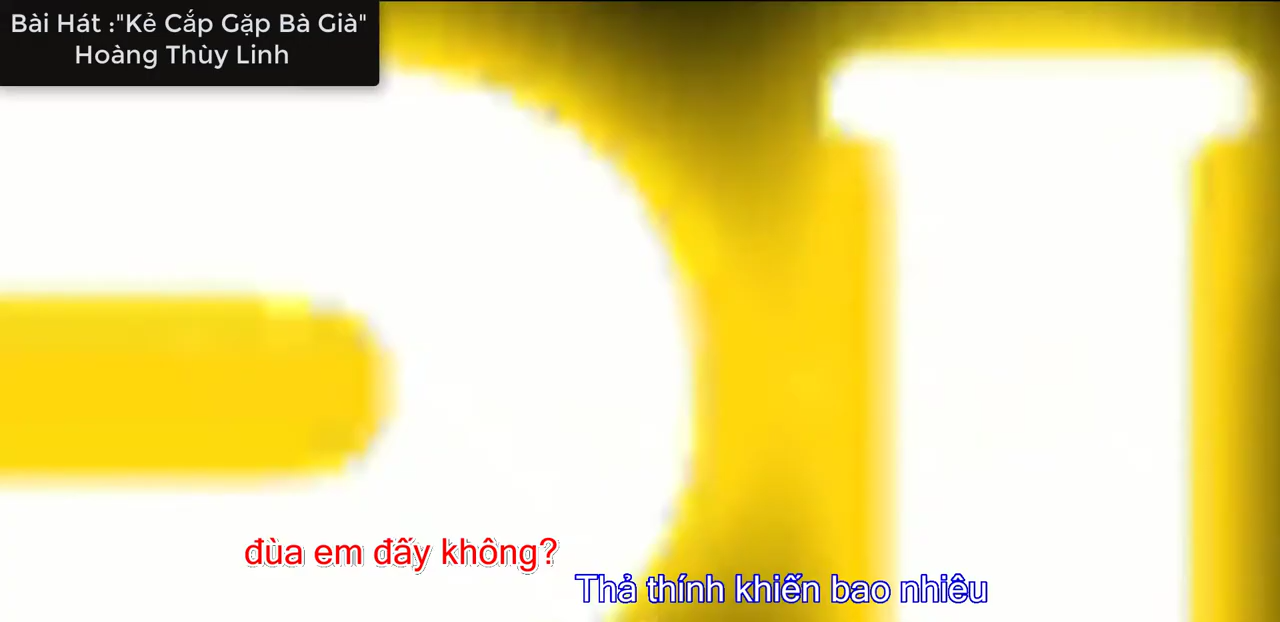 Bài Hát :"Kẻ Cắp Gặp Bà Già"
Hoàng Thùy Linh
đùa em đấy không?
Thả thính khiến bao nhiêu